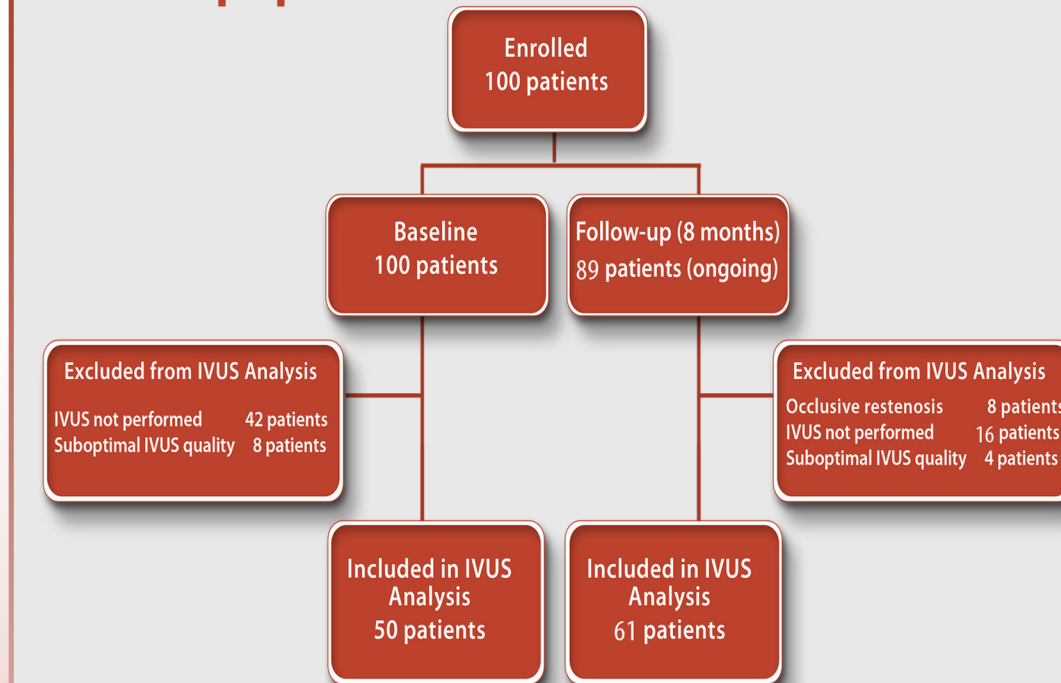 Enrolled
100 patients
Baseline
100 patients
Follow-up (8 months)
89 patients (ongoing)
Excluded from IVUS Analysis
IVUS not performed 42 patients
Suboptimal IVUS quality 8 patients
Excluded from IVUS Analysis
Occlusive restenosis 8 patients
IVUS not performed 16 patients
Suboptimal IVUS quality 4 patients
Included in IVUS
Analysis
50 patients
Included in IVUS
Analysis
61 patients